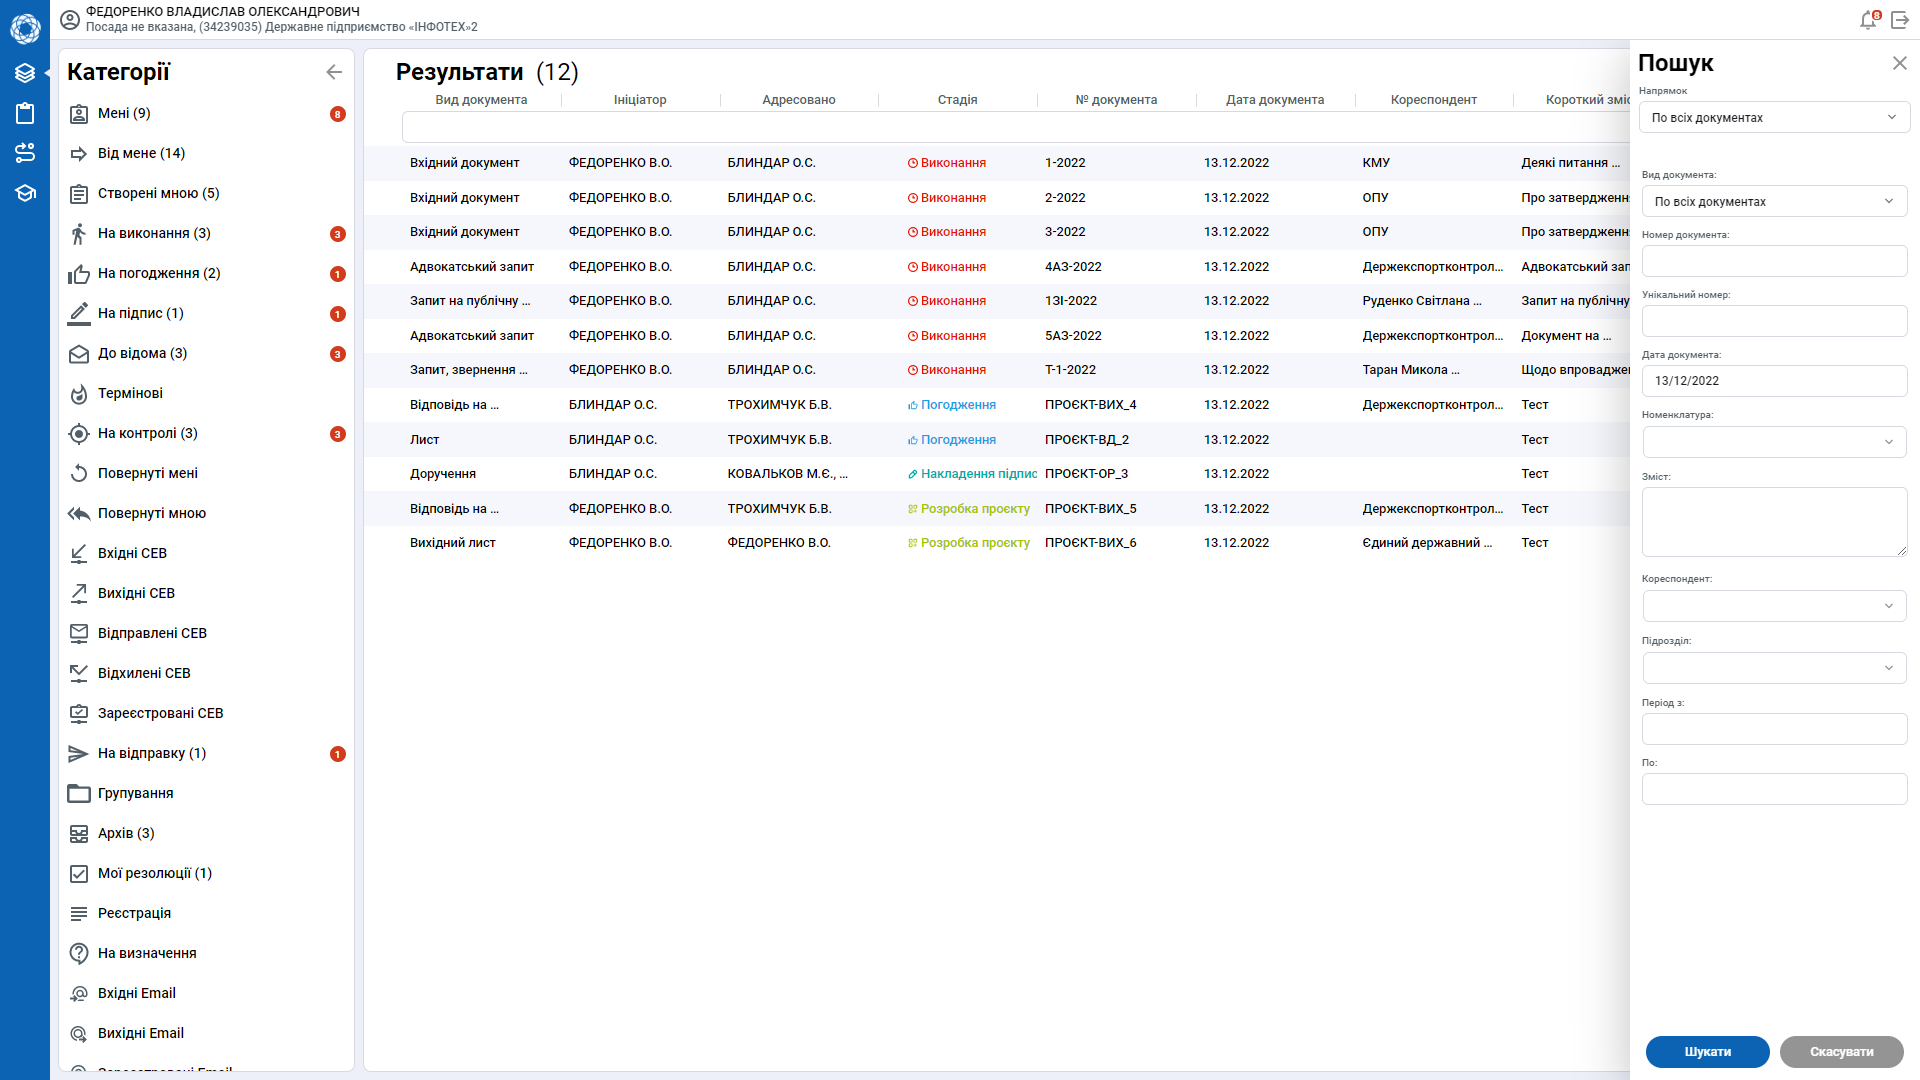 ФЕДОРЕНКО ВЛАДИСЛАВ ОЛЕКСАНДРОВИЧ
Посада не вказана, (34239035) Державне підприємство «ІНФОТЕХ»2
8
Категорії
Мені (9) 8
Від мене (14)
Створені мною (5)
На виконання (3) 3
На погодження (2) 1
На підпис (1) 1
До відома (3) 3
Термінові
На контролі (3) 3
Повернуті мені
Повернуті мною
Вхідні СЕВ
Вихідні СЕВ
Відправлені СЕВ
Відхилені СЕВ
Зареєстровані СЕВ
На відправку (1) 1
Групування
Архів (3)
Мої резолюції (1)
Реєстрація
На визначення
Вхідні Email
Вихідні Email
Зареєстровані Email
Результати (12)
Вид документа Ініціатор Адресовано Стадія № документа Дата документа Кореспондент Короткий зміс
Вхідний документ ФЕДОРЕНКО В.О. БЛИНДАР О.С. Виконання 1-2022 13.12.2022 КМУ Деякі питання ...
Вхідний документ ФЕДОРЕНКО В.О. БЛИНДАР О.С. Виконання 2-2022 13.12.2022 ОПУ Про затвердженн
Вхідний документ ФЕДОРЕНКО В.О. БЛИНДАР О.С. Виконання 3-2022 13.12.2022 ОПУ Про затвердженн
Адвокатський запит ФЕДОРЕНКО В.О. БЛИНДАР О.С. Виконання 4АЗ-2022 13.12.2022 Держекспортконтрол... Адвокатський зап
Запит на публічну ... ФЕДОРЕНКО В.О. БЛИНДАР О.С. Виконання 1ЗІ-2022 13.12.2022 Руденко Світлана ... Запит на публічну
Адвокатський запит ФЕДОРЕНКО В.О. БЛИНДАР О.С. Виконання 5АЗ-2022 13.12.2022 Держекспортконтрол... Документ на ...
Запит, звернення ... ФЕДОРЕНКО В.О. БЛИНДАР О.С. Виконання Т-1-2022 13.12.2022 Таран Микола ... Щодо впроваджен
Відповідь на ... БЛИНДАР О.С. ТРОХИМЧУК Б.В. Погодження ПРОЄКТ-ВИХ_4 13.12.2022 Держекспортконтрол... Тест
Лист БЛИНДАР О.С. ТРОХИМЧУК Б.В. Погодження ПРОЄКТ-ВД_2 13.12.2022 Тест
Доручення БЛИНДАР О.С. КОВАЛЬКОВ М.Є., ... Накладення підпис ПРОЄКТ-ОР_3 13.12.2022 Тест
Відповідь на ... ФЕДОРЕНКО В.О. ТРОХИМЧУК Б.В. Розробка проєкту ПРОЄКТ-ВИХ_5 13.12.2022 Держекспортконтрол... Тест
Вихідний лист ФЕДОРЕНКО В.О. ФЕДОРЕНКО В.О. Розробка проєкту ПРОЄКТ-ВИХ_6 13.12.2022 Єдиний державний ... Тест
Пошук
Напрямок
По всіх документах
Вид документа:
По всіх документах
Номер документа:
Унікальний номер:
Дата документа:
13/12/2022
Номенклатура:
Зміст:
Кореспондент:
Підрозділ:
Період з:
По:
Шукати Скасувати